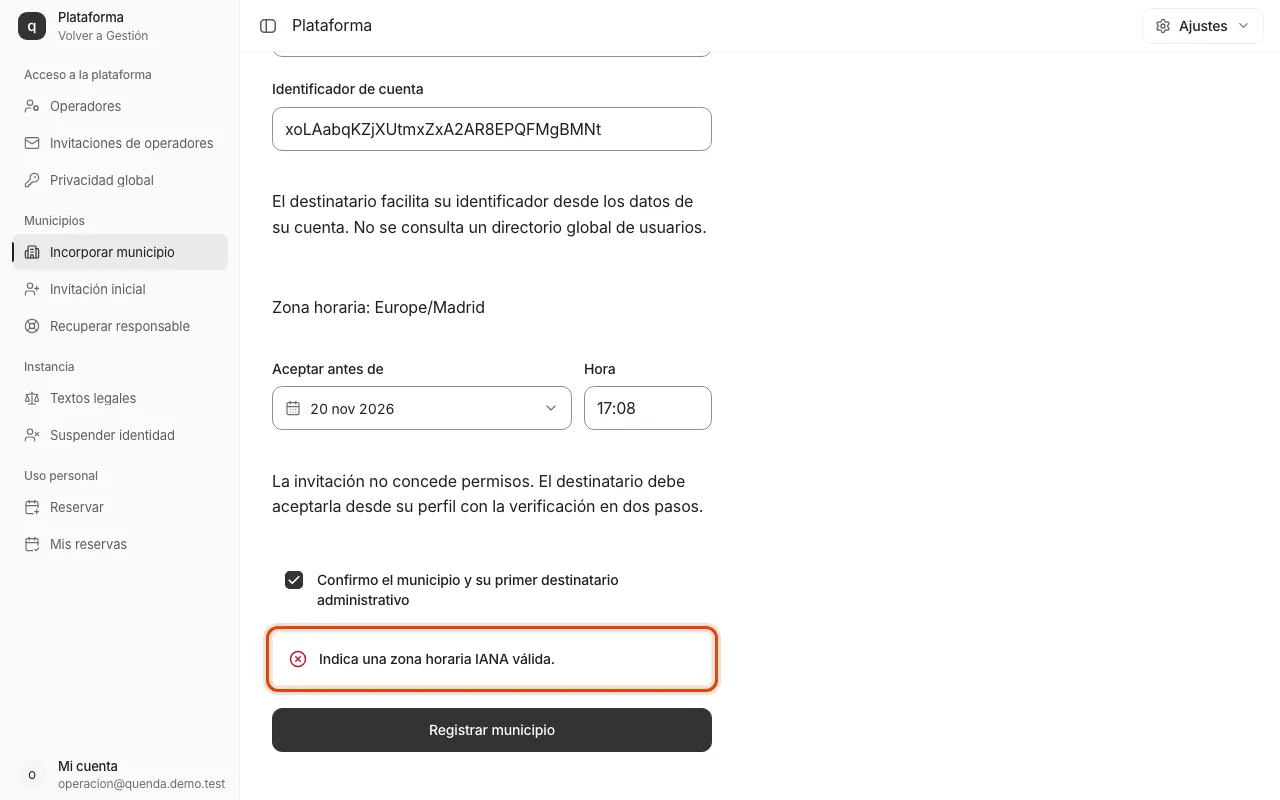 q
Plataforma
Volver a Gestión
Acceso a la plataforma
Operadores
Invitaciones de operadores
Privacidad global
Municipios
Incorporar municipio
Invitación inicial
Recuperar responsable
Instancia
Textos legales
Suspender identidad
Uso personal
Reservar
Mis reservas
O
Mi cuenta
operacion@quenda.demo.test
Plataforma
Ajustes
Identificador de cuenta
xoLAabqKZjXUtmxZxA2AR8EPQFMgBMNt
El destinatario facilita su identificador desde los datos de
su cuenta. No se consulta un directorio global de usuarios.
Zona horaria: Europe/Madrid
Aceptar antes de
Hora
20 nov 2026
17:08
La invitación no concede permisos. El destinatario debe
aceptarla desde su perfil con la verificación en dos pasos.
Confirmo el municipio y su primer destinatario
administrativo
Indica una zona horaria IANA válida.
Registrar municipio